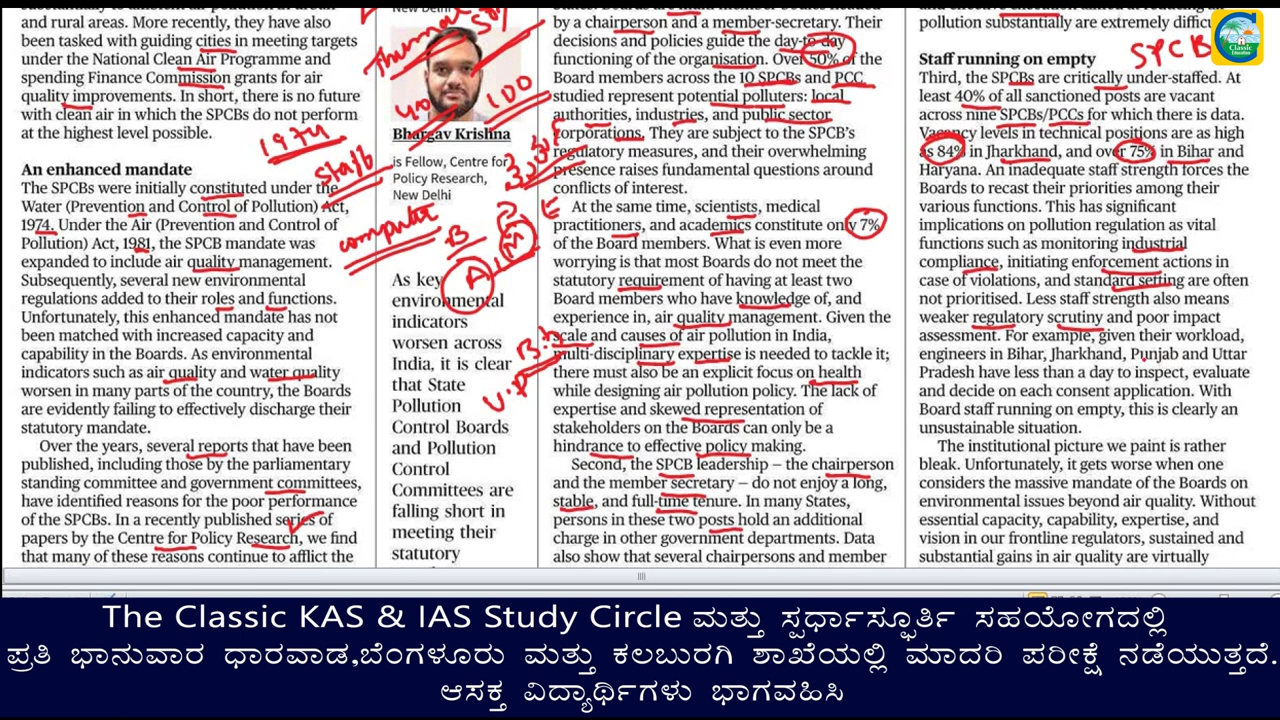 substantially to ambient air pollution in urban
and rural areas. More recently, they have also
been tasked with guiding cities in meeting targets
under the National Clean Air Programme and
spending Finance Commission grants for air
quality improvements. In short, there is no future
with clean air in which the SPCBs do not perform
at the highest level possible.
An enhanced mandate
The SPCBs were initially constituted under the
Water (Prevention and Control of Pollution) Act,
1974. Under the Air (Prevention and Control of
Pollution) Act, 1981, the SPCB mandate was
expanded to include air quality management.
Subsequently, several new environmental
regulations added to their roles and functions.
Unfortunately, this enhanced mandate has not
been matched with increased capacity and
capability in the Boards. As environmental
indicators such as air quality and water quality
worsen in many parts of the country, the Boards
are evidently failing to effectively discharge their
statutory mandate.
Over the years, several reports that have been
published, including those by the parliamentary
standing committee and government committees,
have identified reasons for the poor performance
of the SPCBs. In a recently published series of
papers by the Centre for Policy Research, we find
that many of these reasons continue to afflict the
1974
staff
computer
New Delhi
Thermal
40
100
Bhargav Krishna
is Fellow, Centre for
Policy Research,
New Delhi
B
M
E
A
As key
environmental
indicators
worsen across
India, it is clear
that State
Pollution
Control Boards
and Pollution
Control
Committees are
falling short in
meeting their
statutory
U.P
by a chairperson and a member-secretary. Their
decisions and policies guide the day-to-day
functioning of the organisation. Over 50% of the
Board members across the 10 SPCBs and PCC
studied represent potential polluters: local
authorities, industries, and public sector
corporations. They are subject to the SPCB's
regulatory measures, and their overwhelming
presence raises fundamental questions around
conflicts of interest.
At the same time, scientists, medical
practitioners, and academics constitute only 7%
of the Board members. What is even more
worrying is that most Boards do not meet the
statutory requirement of having at least two
Board members who have knowledge of, and
experience in, air quality management. Given the
scale and causes of air pollution in India,
multi-disciplinary expertise is needed to tackle it;
there must also be an explicit focus on health
while designing air pollution policy. The lack of
expertise and skewed representation of
stakeholders on the Boards can only be a
hindrance to effective policy making.
Second, the SPCB leadership – the chairperson
and the member secretary – do not enjoy a long,
stable, and full-time tenure. In many States,
persons in these two posts hold an additional
charge in other government departments. Data
also show that several chairpersons and member
pollution substantially are extremely difficult
SPCB
Classic
Education
Staff running on empty
Third, the SPCBs are critically under-staffed. At
least 40% of all sanctioned posts are vacant
across nine SPCBs/PCCs for which there is data.
Vacancy levels in technical positions are as high
as 84% in Jharkhand, and over 75% in Bihar and
Haryana. An inadequate staff strength forces the
Boards to recast their priorities among their
various functions. This has significant
implications on pollution regulation as vital
functions such as monitoring industrial
compliance, initiating enforcement actions in
case of violations, and standard setting are often
not prioritised. Less staff strength also means
weaker regulatory scrutiny and poor impact
assessment. For example, given their workload,
engineers in Bihar, Jharkhand, Punjab and Uttar
Pradesh have less than a day to inspect, evaluate
and decide on each consent application. With
Board staff running on empty, this is clearly an
unsustainable situation.
The institutional picture we paint is rather
bleak. Unfortunately, it gets worse when one
considers the massive mandate of the Boards on
environmental issues beyond air quality. Without
essential capacity, capability, expertise, and
vision in our frontline regulators, sustained and
substantial gains in air quality are virtually
The Classic KAS & IAS Study Circle ಮತ್ತು ಸ್ಪರ್ಧಾಸ್ಫೂರ್ತಿ ಸಹಯೋಗದಲ್ಲಿ
ಪ್ರತಿ ಭಾನುವಾರ ಧಾರವಾಡ,ಬೆಂಗಳೂರು ಮತ್ತು ಕಲಬುರಗಿ ಶಾಖೆಯಲ್ಲಿ ಮಾದರಿ ಪರೀಕ್ಷೆ ನಡೆಯುತ್ತದೆ.
ಆಸಕ್ತ ವಿದ್ಯಾರ್ಥಿಗಳು ಭಾಗವಹಿಸಿ